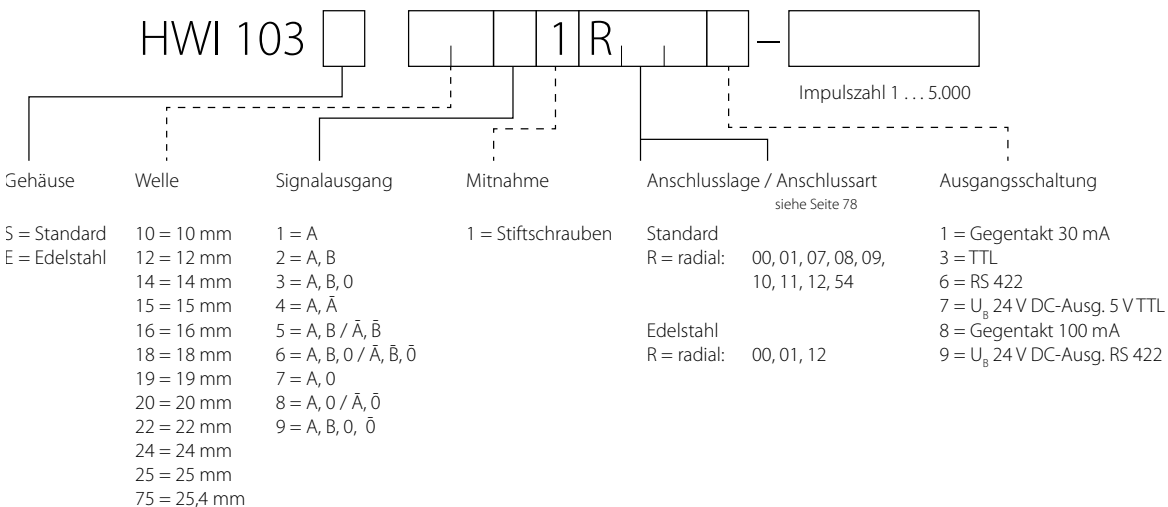 HWI 103 1 R –
Impulszahl 1 . . . 5.000
Gehäuse
S = Standard
E = Edelstahl
Welle
10 = 10 mm
12 = 12 mm
14 = 14 mm
15 = 15 mm
16 = 16 mm
18 = 18 mm
19 = 19 mm
20 = 20 mm
22 = 22 mm
24 = 24 mm
25 = 25 mm
75 = 25,4 mm
Signalausgang
1 = A
2 = A, B
3 = A, B, 0
4 = A, Ā
5 = A, B / Ā, B̄
6 = A, B, 0 / Ā, B̄, 0̄
7 = A, 0
8 = A, 0 / Ā, 0̄
9 = A, B, 0, 0̄
Mitnahme
1 = Stiftschrauben
Anschlusslage / Anschlussart
siehe Seite 78
Standard
R = radial: 00, 01, 07, 08, 09,
10, 11, 12, 54
Edelstahl
R = radial: 00, 01, 12
Ausgangsschaltung
1 = Gegentakt 30 mA
3 = TTL
6 = RS 422
7 = U_B 24 V DC-Ausg. 5 V TTL
8 = Gegentakt 100 mA
9 = U_B 24 V DC-Ausg. RS 422